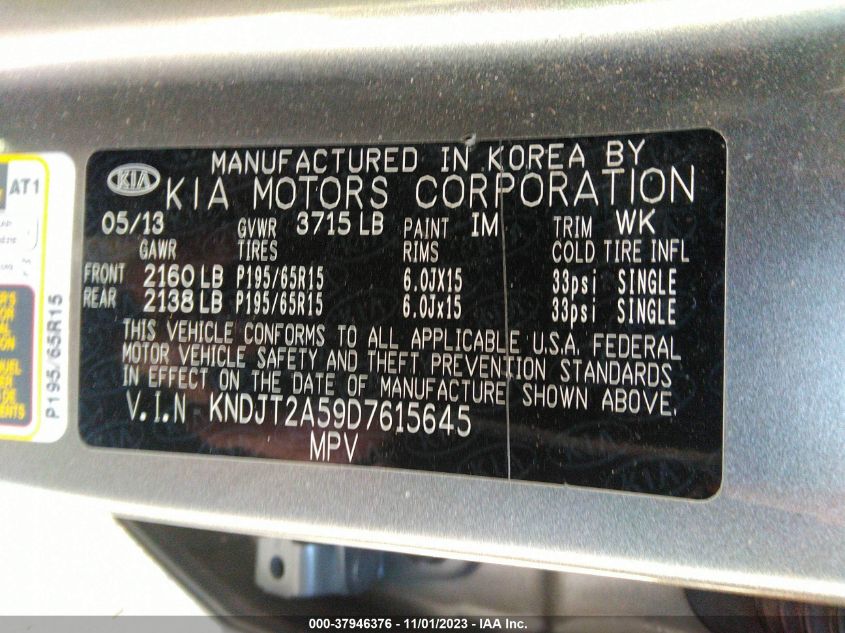 MANUFACTURED IN KOREA BY
KIA KIA MOTORS CORPORATION
05/13 GVWR 3715 LB PAINT IM TRIM WK
GAWR TIRES RIMS COLD TIRE INFL
FRONT 2160 LB P195/65R15 6.0JX15 33psi SINGLE
REAR 2138 LB P195/65R15 6.0Jx15 33psi SINGLE
THIS VEHICLE CONFORMS TO ALL APPLICABLE U.S.A. FEDERAL
MOTOR VEHICLE SAFETY AND THEFT PREVENTION STANDARDS
IN EFFECT ON THE DATE OF MANUFACTURE SHOWN ABOVE.
V.I.N KNDJT2A59D7615645
MPV
AT1
P195/65R15
000-37946376 - 11/01/2023 - IAA Inc.